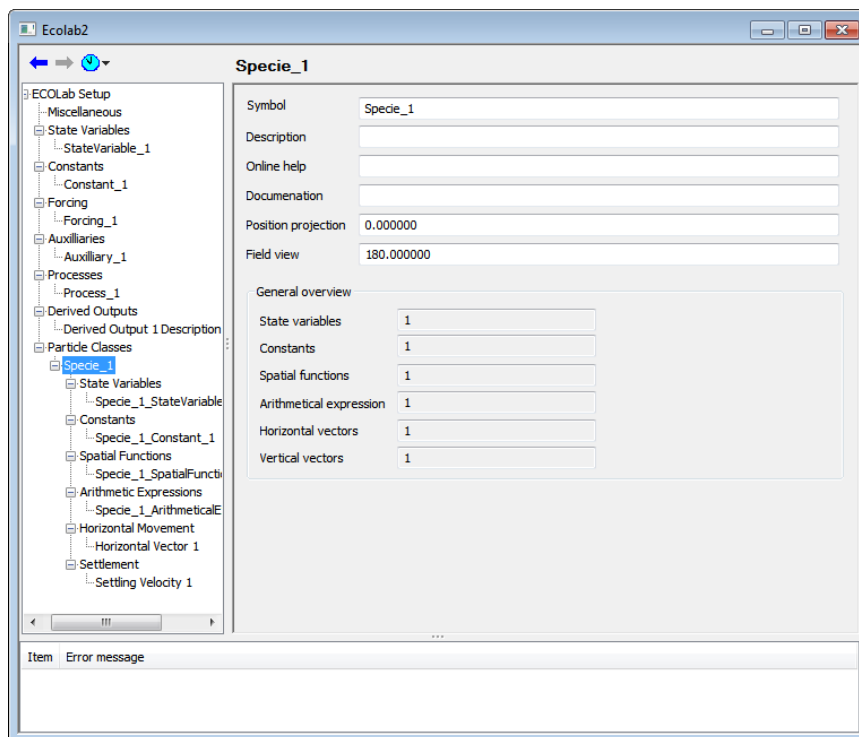 Ecolab2
Specie_1
ECOLab Setup
Miscellaneous
State Variables
StateVariable_1
Constants
Constant_1
Forcing
Forcing_1
Auxilliaries
Auxilliary_1
Processes
Process_1
Derived Outputs
Derived Output 1 Description
Particle Classes
Specie_1
State Variables
Specie_1_StateVariable
Constants
Specie_1_Constant_1
Spatial Functions
Specie_1_SpatialFuncti
Arithmetic Expressions
Specie_1_ArithmeticalE
Horizontal Movement
Horizontal Vector 1
Settlement
Settling Velocity 1
Symbol Specie_1
Description
Online help
Documenation
Position projection 0.000000
Field view 180.000000
General overview
State variables 1
Constants 1
Spatial functions 1
Arithmetical expression 1
Horizontal vectors 1
Vertical vectors 1
Item Error message